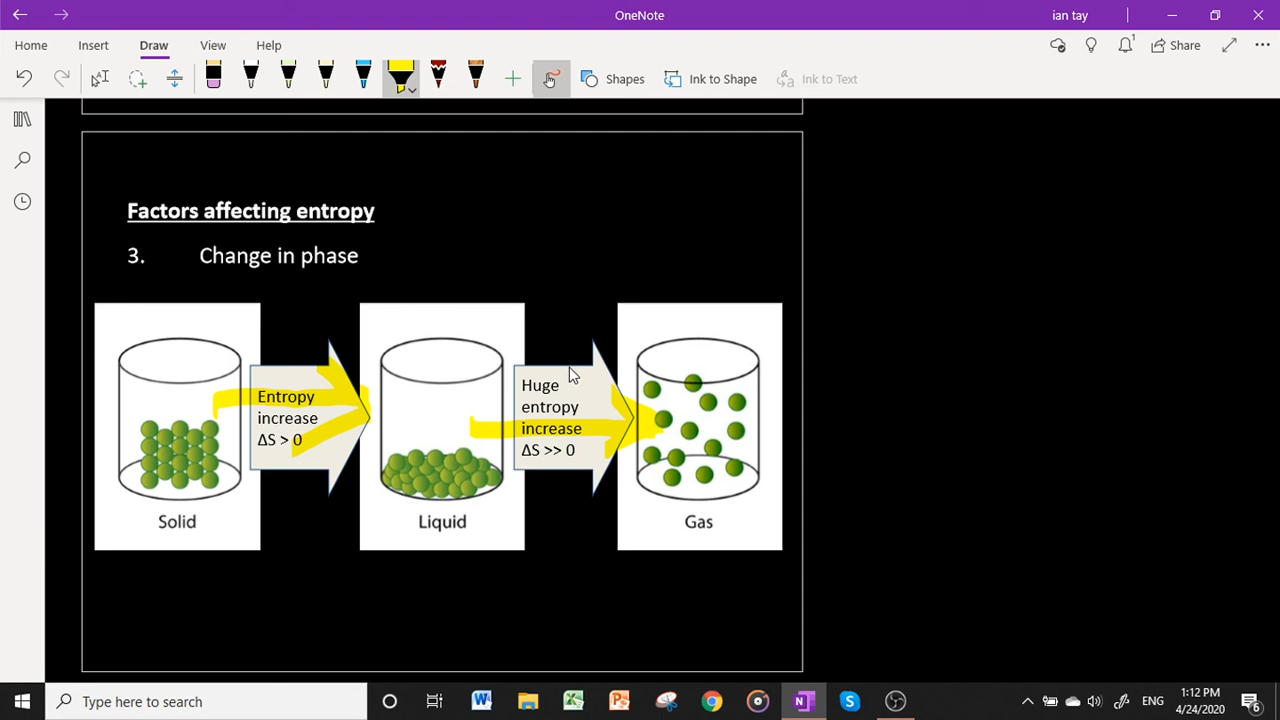 OneNote
ian tay
Home
Insert
Draw
View
Help
Share
Shapes
Ink to Shape
Ink to Text
Factors affecting entropy
3. Change in phase
Entropy
increase
ΔS > 0
Huge
entropy
increase
ΔS >> 0
Solid
Liquid
Gas
Type here to search
ENG
1:12 PM
4/24/2020
6